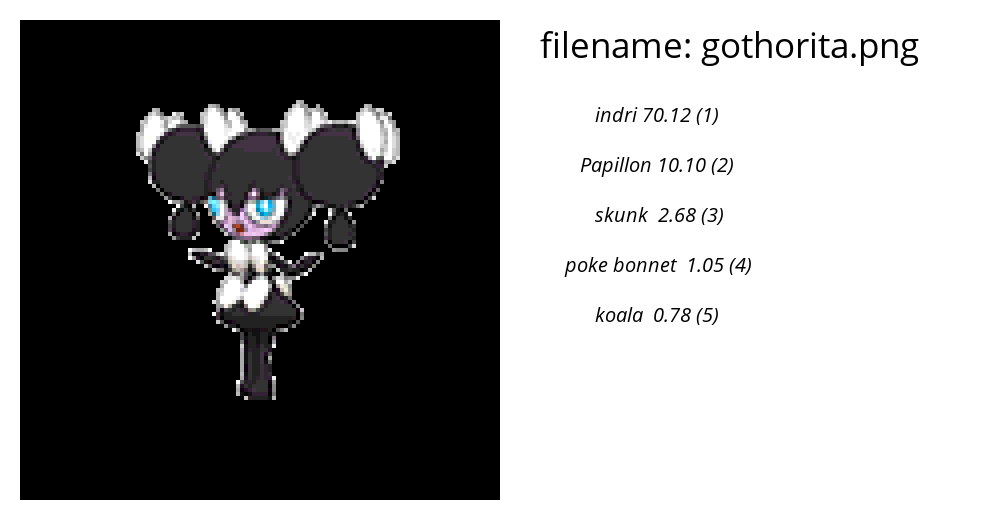 filename: gothorita.png
indri 70.12 (1)
Papillon 10.10 (2)
skunk  2.68 (3)
poke bonnet  1.05 (4)
koala  0.78 (5)